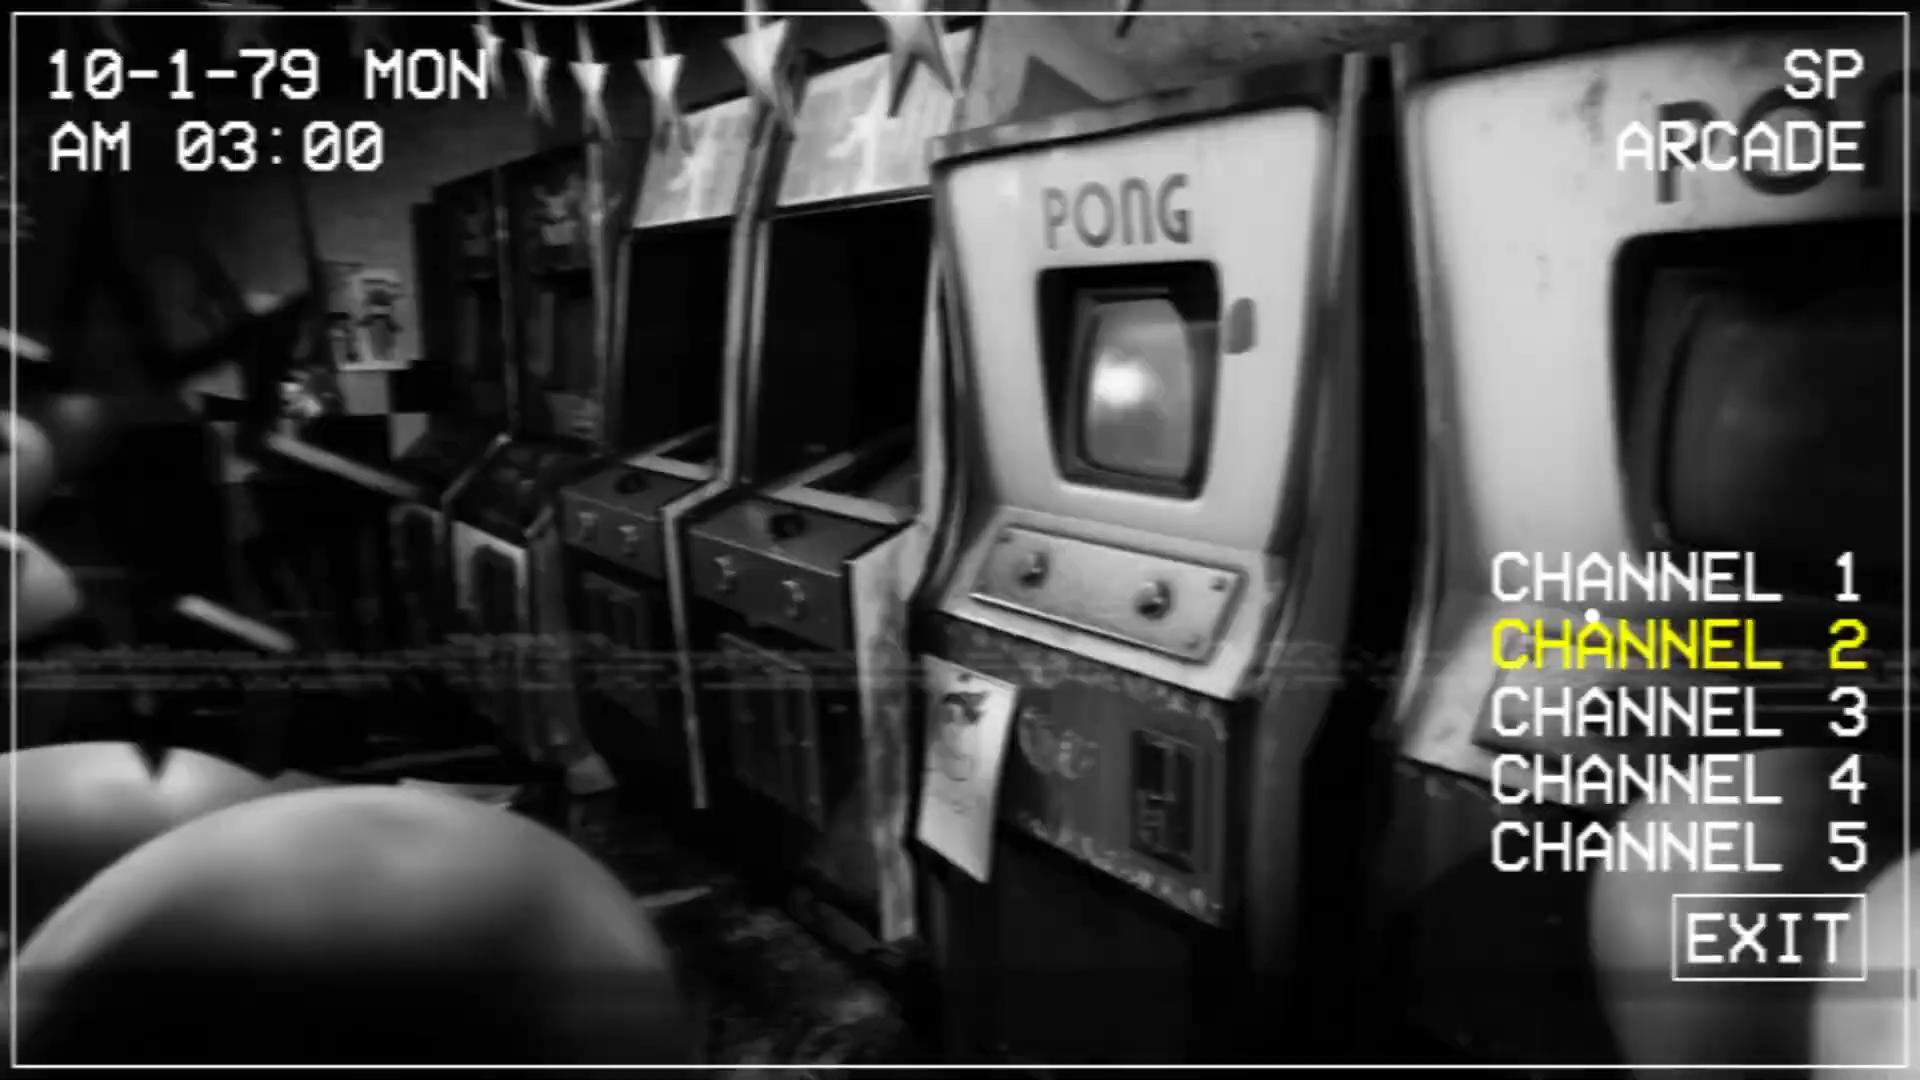 10-1-79 MON
AM 03:00
SP
ARCADE
PONG
PON
CHANNEL 1
CHANNEL 2
CHANNEL 3
CHANNEL 4
CHANNEL 5
EXIT